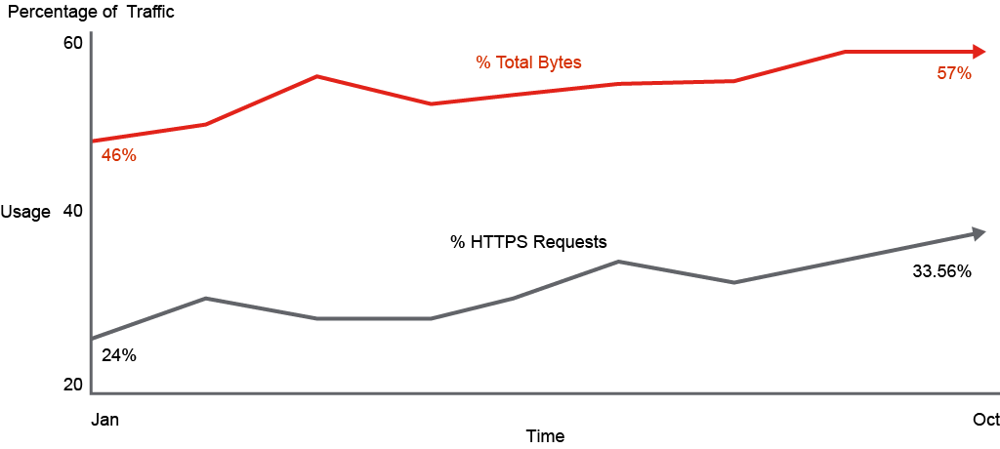 Percentage of  Traffic
60
% Total Bytes
57%
46%
Usage
40
% HTTPS Requests
33.56%
24%
20
Jan
Oct
Time